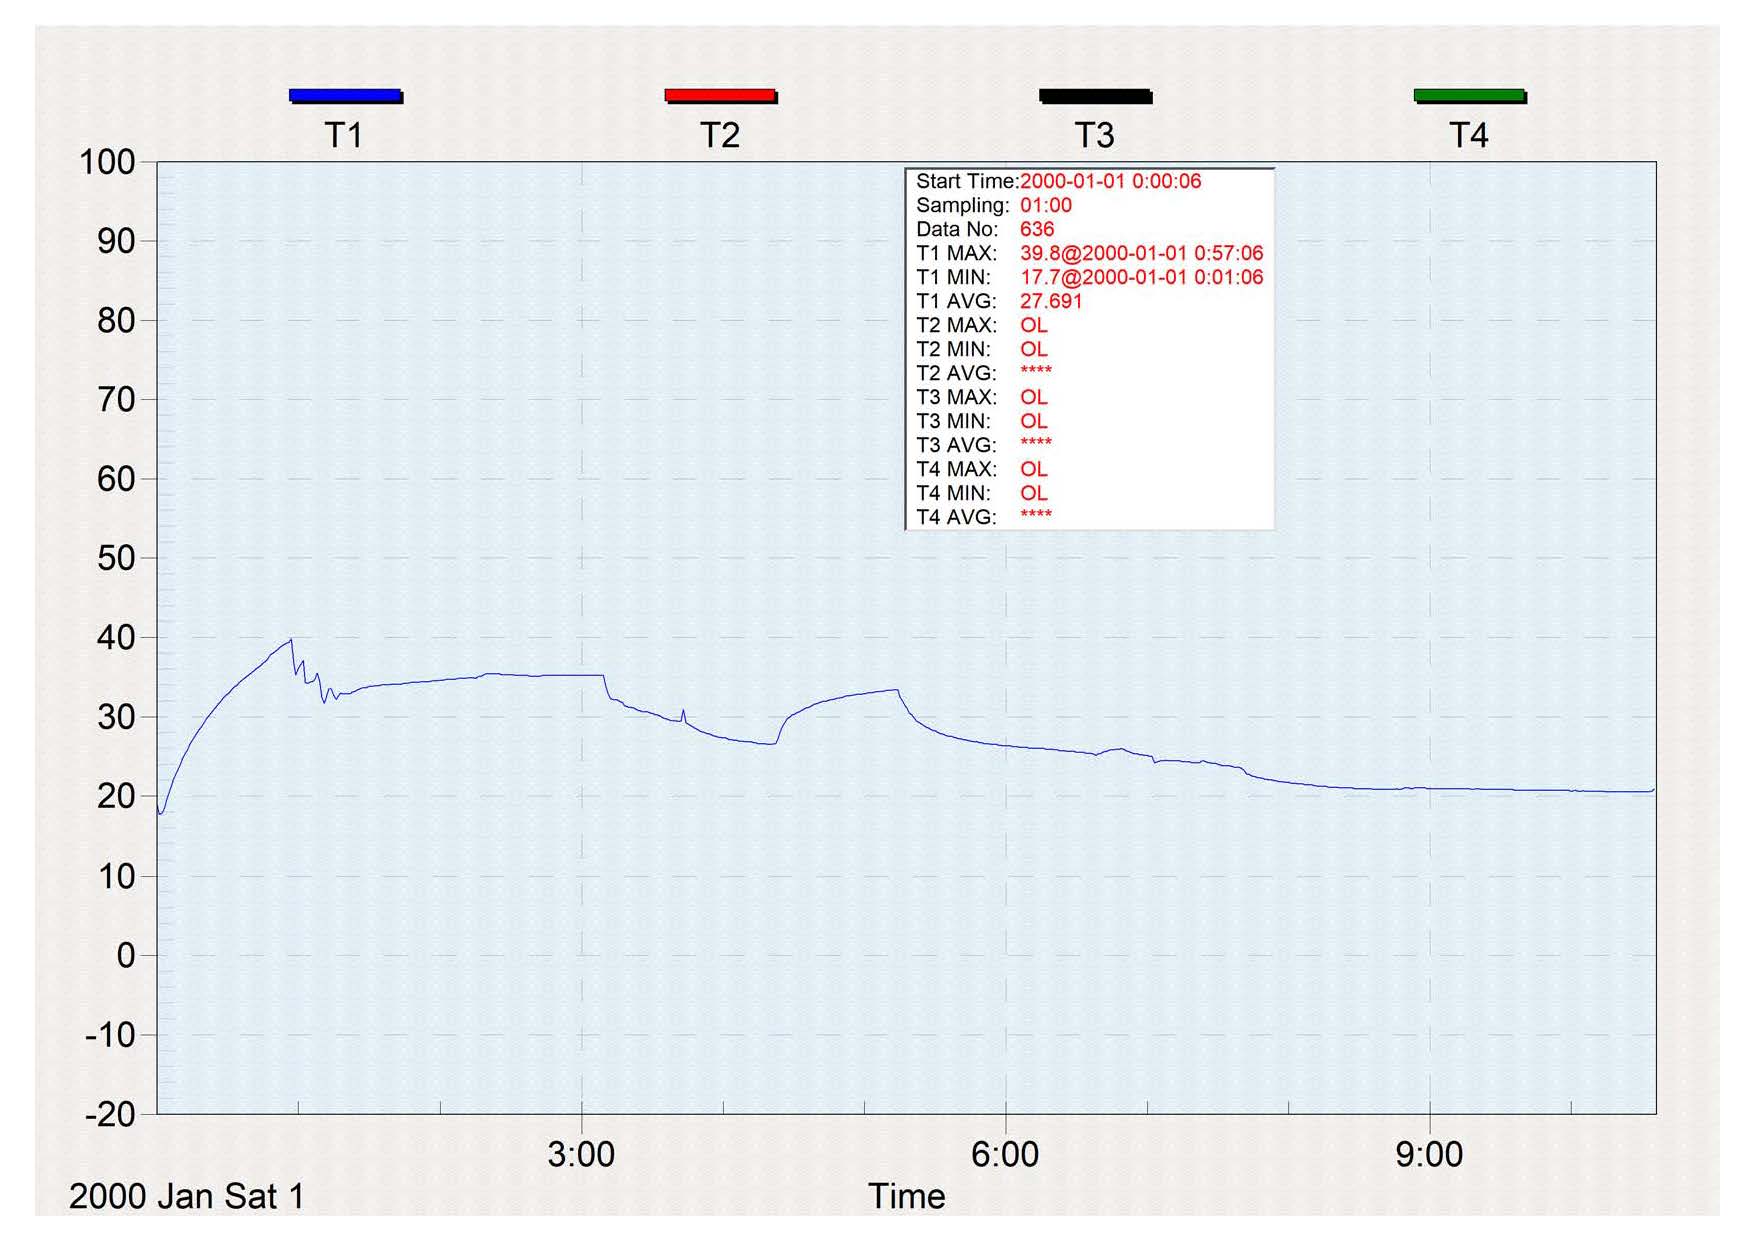 T1 T2 T3 T4
100
90
80
70
60
50
40
30
20
10
0
-10
-20
Start Time:2000-01-01 0:00:06
Sampling: 01:00
Data No: 636
T1 MAX: 39.8@2000-01-01 0:57:06
T1 MIN: 17.7@2000-01-01 0:01:06
T1 AVG: 27.691
T2 MAX: OL
T2 MIN: OL
T2 AVG: ****
T3 MAX: OL
T3 MIN: OL
T3 AVG: ****
T4 MAX: OL
T4 MIN: OL
T4 AVG: ****
3:00 6:00 9:00
2000 Jan Sat 1 Time